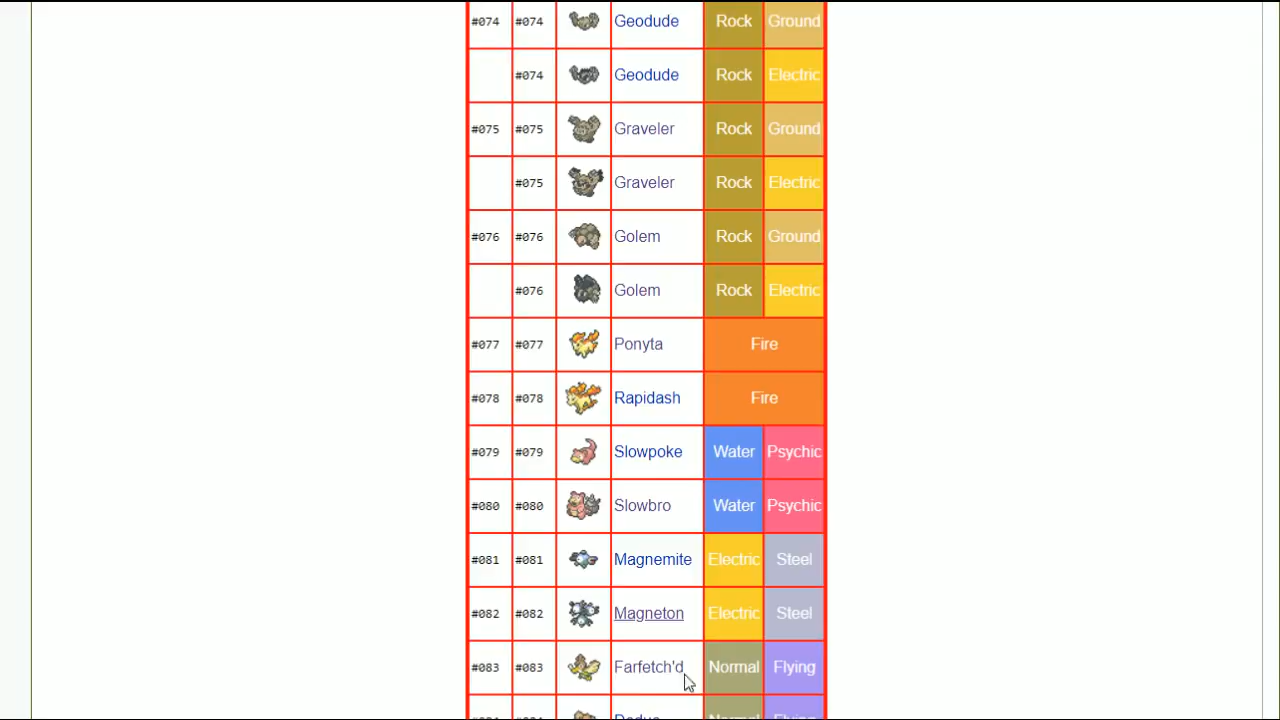 #074 #074 Geodude Rock Ground
#074 Geodude Rock Electric
#075 #075 Graveler Rock Ground
#075 Graveler Rock Electric
#076 #076 Golem Rock Ground
#076 Golem Rock Electric
#077 #077 Ponyta Fire
#078 #078 Rapidash Fire
#079 #079 Slowpoke Water Psychic
#080 #080 Slowbro Water Psychic
#081 #081 Magnemite Electric Steel
#082 #082 Magneton Electric Steel
#083 #083 Farfetch'd Normal Flying